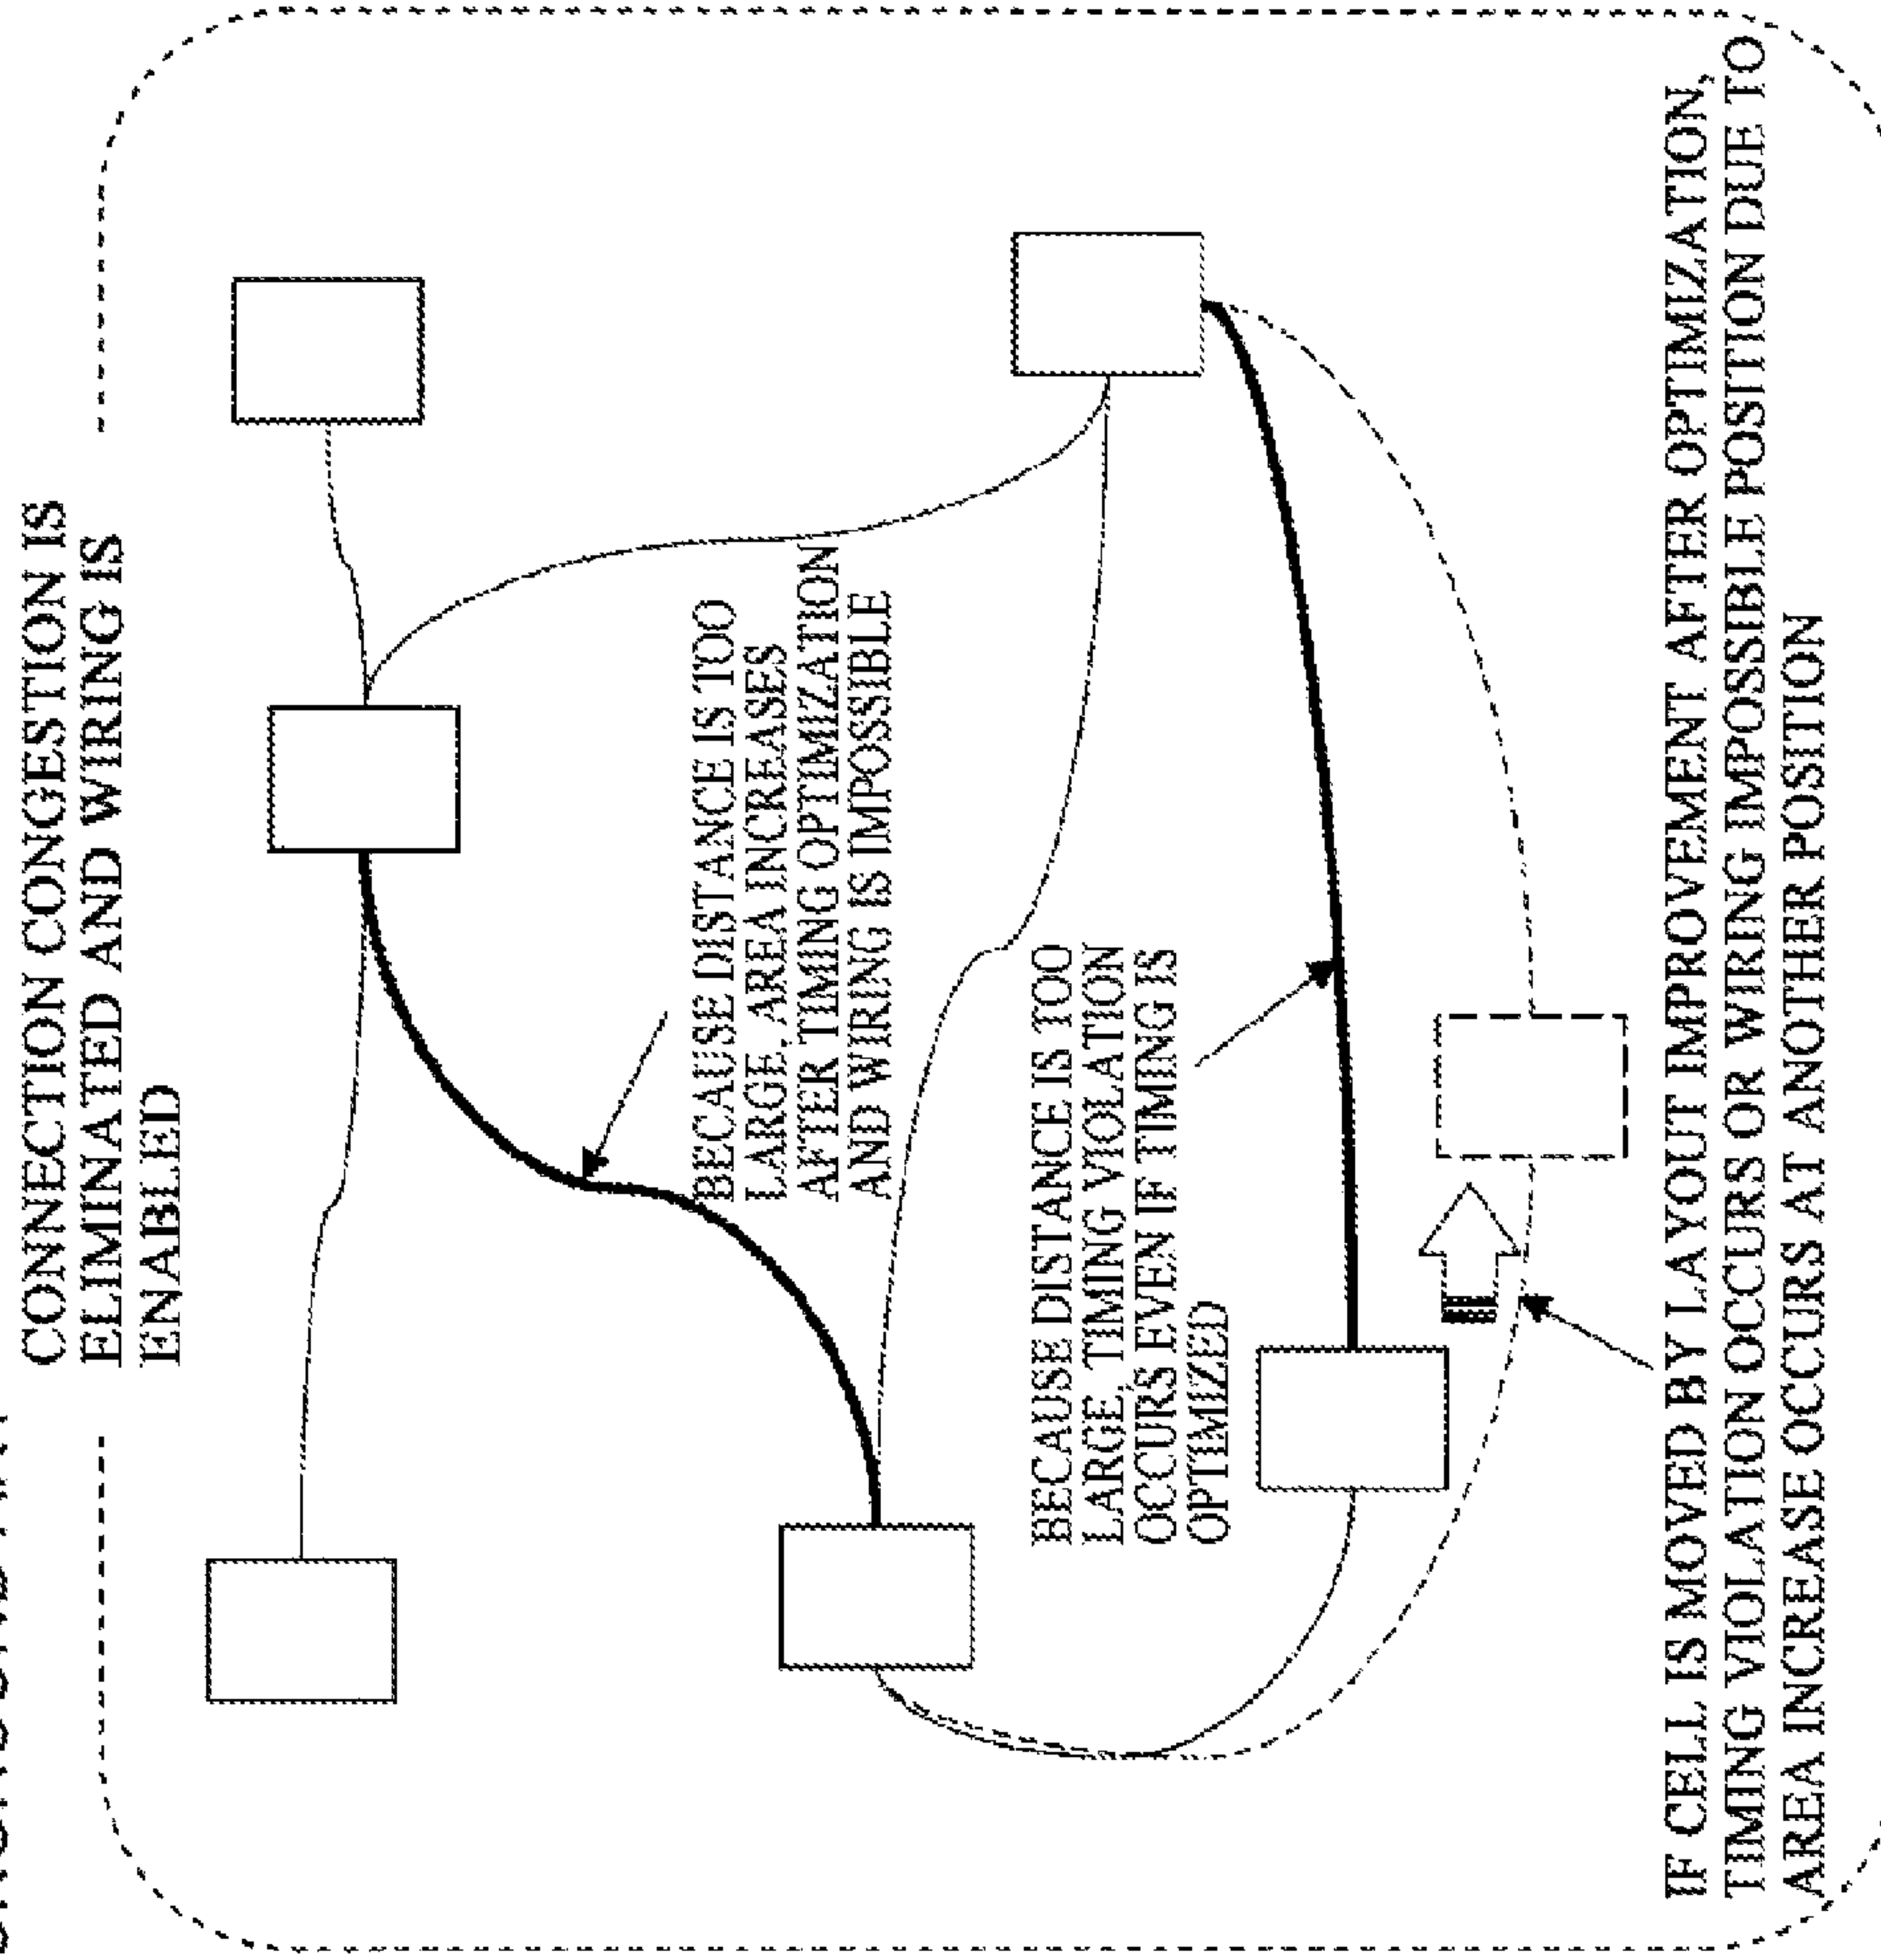 CONNECTION CONGESTION IS
ELIMINATED AND WIRING IS
ENABLED
BECAUSE DISTANCE IS TOO
LARGE, AREA INCREASES
AFTER TIMING OPTIMIZATION
AND WIRING IS IMPOSSIBLE
BECAUSE DISTANCE IS TOO
LARGE, TIMING VIOLATION
OCCURS EVEN IF TIMING IS
OPTIMIZED
IF CELL IS MOVED BY LAYOUT IMPROVEMENT AFTER OPTIMIZATION,
TIMING VIOLATION OCCURS OR WIRING IMPOSSIBLE POSITION DUE TO
AREA INCREASE OCCURS AT ANOTHER POSITION